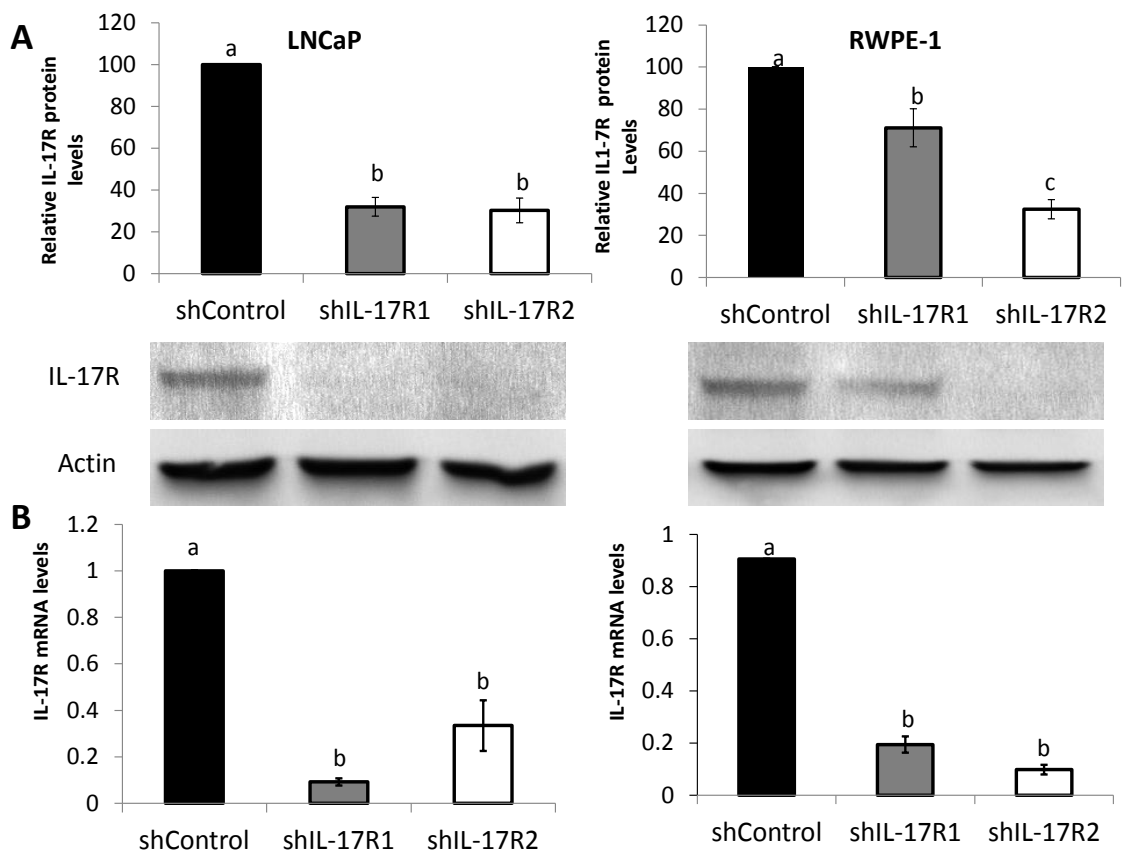 A
LNCaP
Relative IL-17R protein
levels
120
100
80
60
40
20
0
a
b
b
shControl shIL-17R1 shIL-17R2
RWPE-1
Relative IL1-7R protein
Levels
120
100
80
60
40
20
0
a
b
c
shControl shIL-17R1 shIL-17R2
IL-17R
Actin
B
IL-17R mRNA levels
1.2
1
0.8
0.6
0.4
0.2
0
a
b
b
shControl shIL-17R1 shIL-17R2
IL-17R mRNA levels
1
0.8
0.6
0.4
0.2
0
a
b
b
shControl shIL-17R1 shIL-17R2